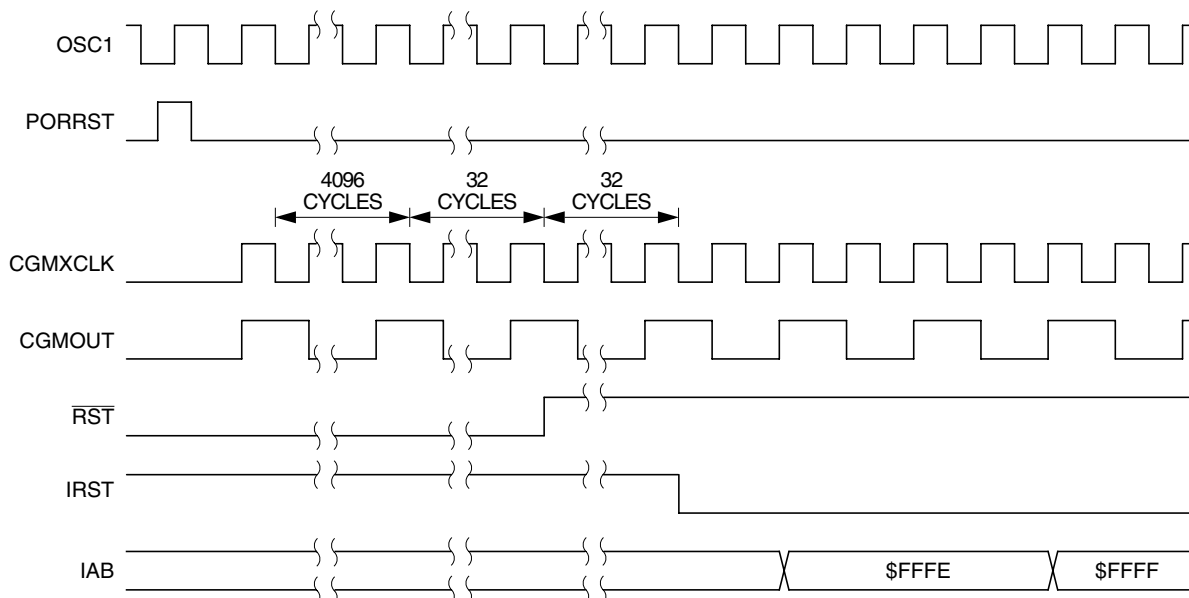 OSC1
PORRST
4096
CYCLES
32
CYCLES
32
CYCLES
CGMXCLK
CGMOUT
RST
IRST
IAB
$FFFE
$FFFF